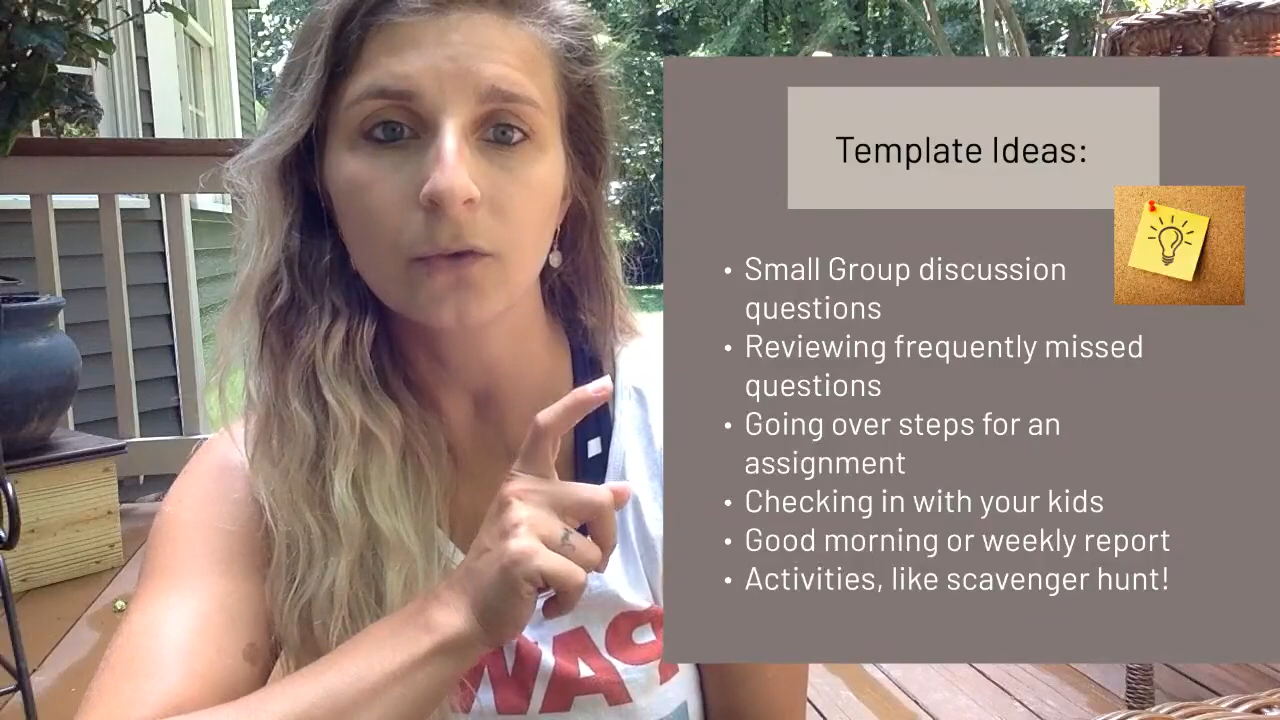 Template Ideas:
• Small Group discussion
questions
• Reviewing frequently missed
questions
• Going over steps for an
assignment
• Checking in with your kids
• Good morning or weekly report
• Activities, like scavenger hunt!